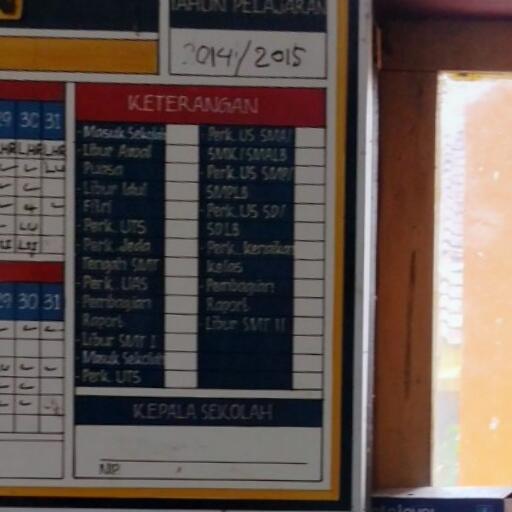 TAHUN PELAJARAN
2014/2015
KETERANGAN
- Masuk Sekolah
- Libur Awal
Puasa
- Libur Idul
Fitri
- Perk. UTS
- Perk. Jeda
Tengah SMT
- Perk. UAS
- Pembagian
Raport
- Libur SMT I
- Masuk Sekolah
- Perk. UTS
- Perk. US SMA/
SMK/SMALB
- Perk. US SMP/
SMPLB
- Perk. US SD/
SDLB
- Perk. Kenaikan
Kelas
- Pembagian
Raport
- Libur SMT II
29 30 31
LHR LHR LHR
29 30 31
KEPALA SEKOLAH
NIP.